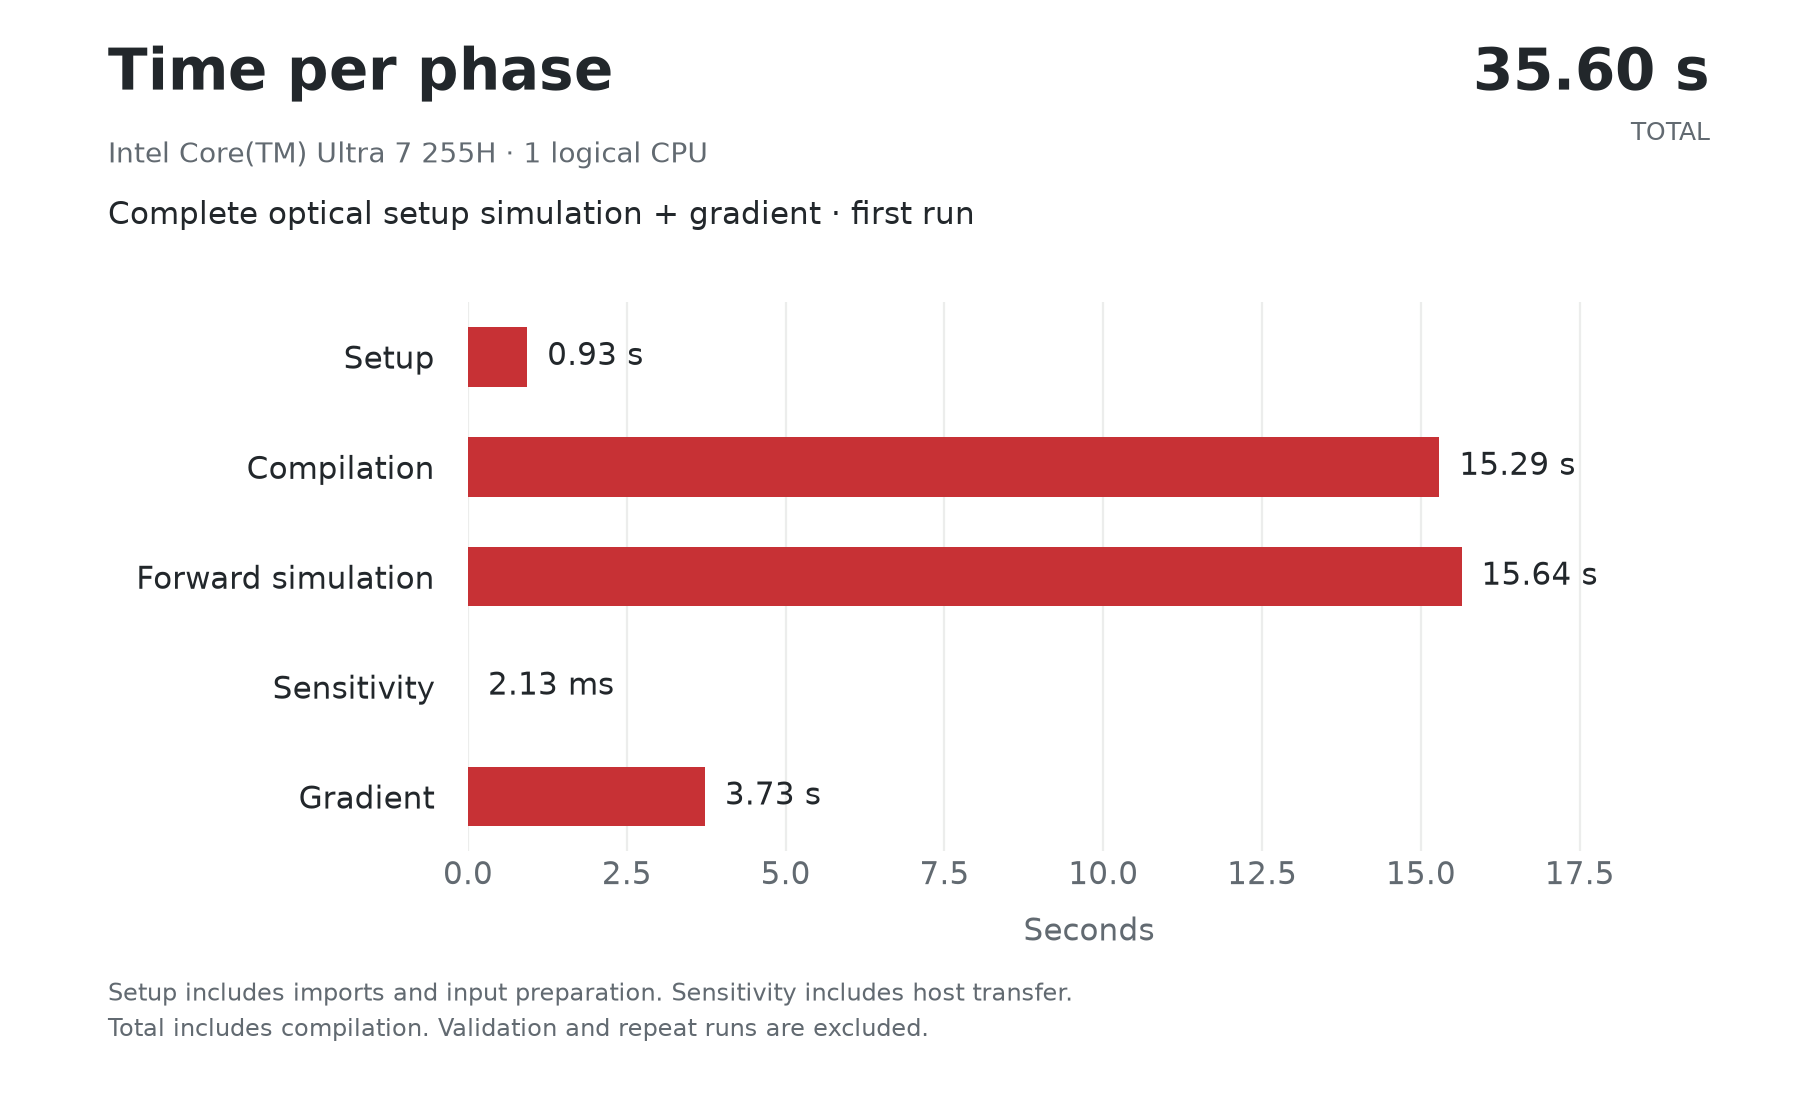 Time per phase
35.60 s
TOTAL
Intel Core(TM) Ultra 7 255H · 1 logical CPU
Complete optical setup simulation + gradient · first run
Setup
0.93 s
Compilation
15.29 s
Forward simulation
15.64 s
Sensitivity
2.13 ms
Gradient
3.73 s
0.0 2.5 5.0 7.5 10.0 12.5 15.0 17.5
Seconds
Setup includes imports and input preparation. Sensitivity includes host transfer.
Total includes compilation. Validation and repeat runs are excluded.